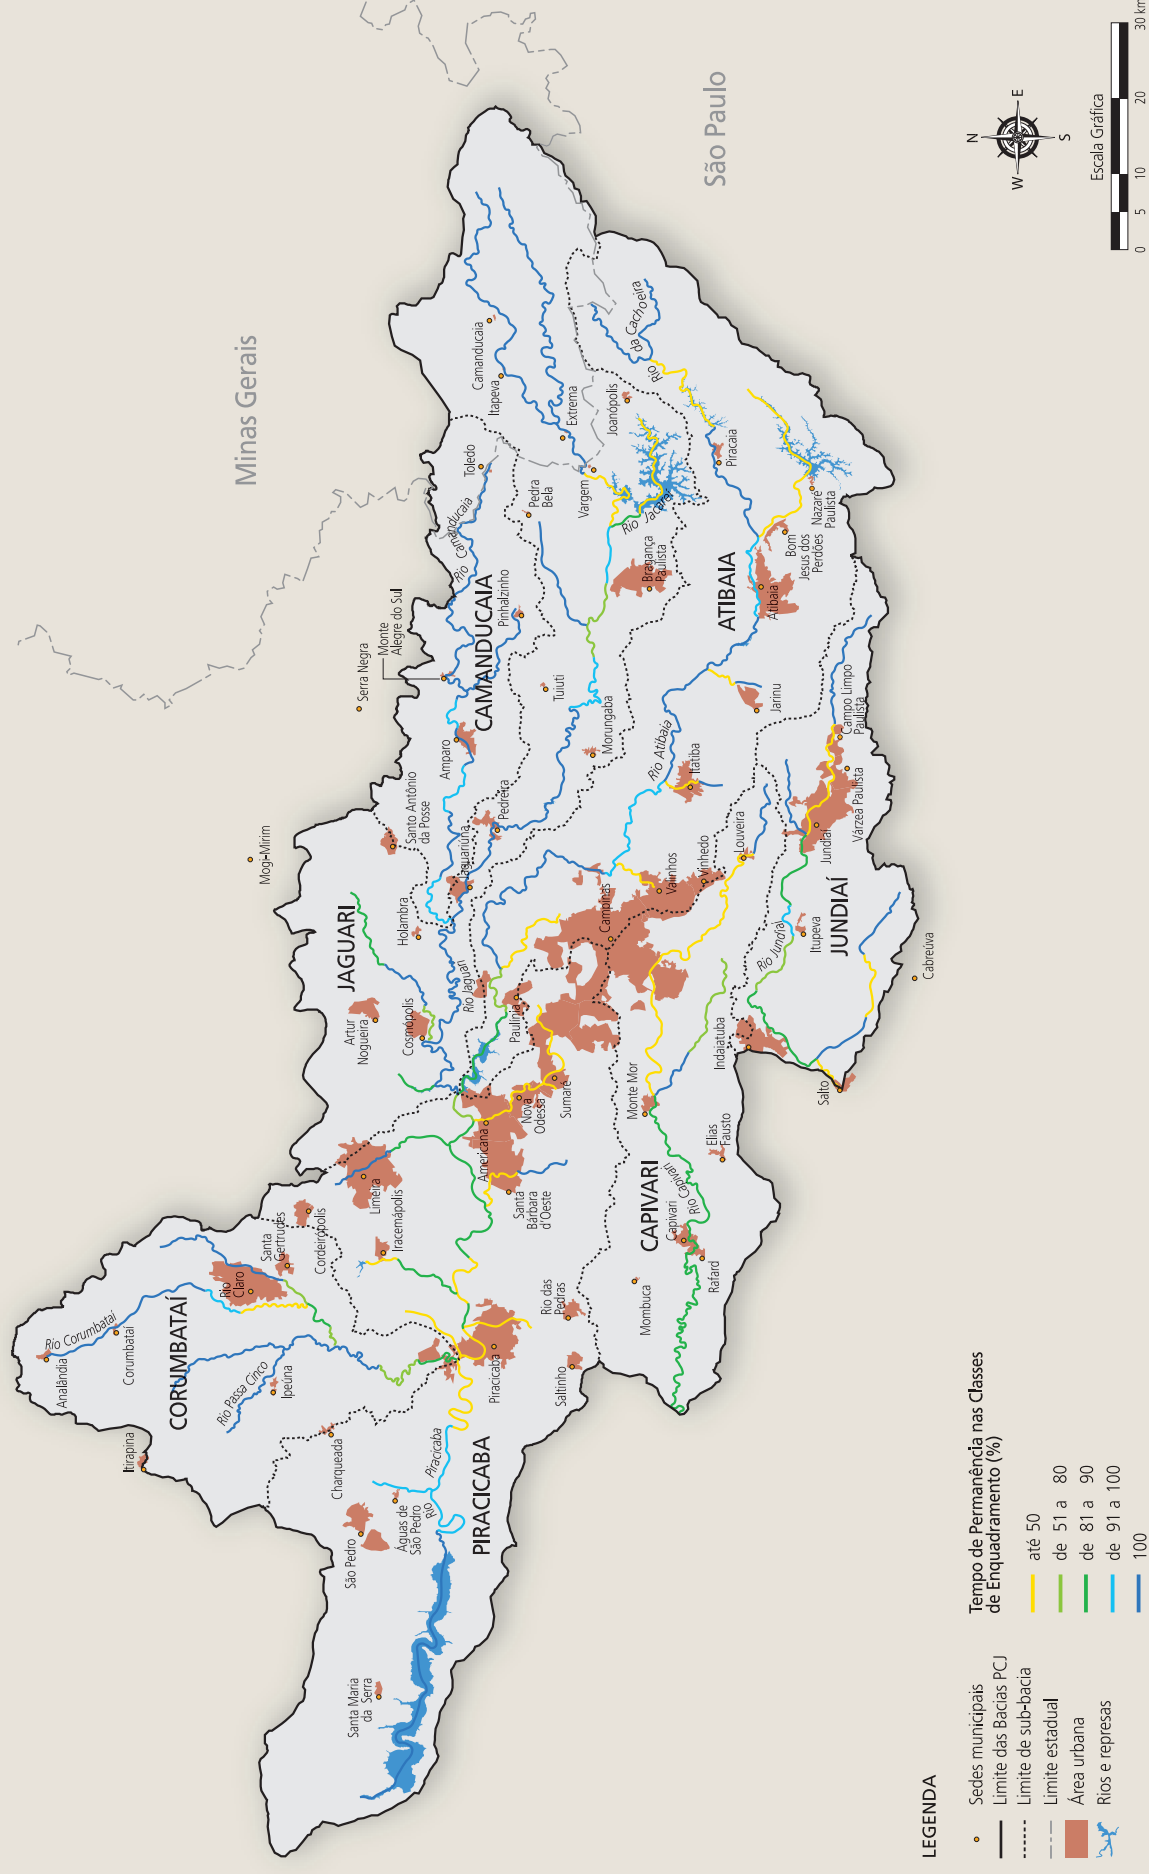 Minas Gerais
São Paulo
N
W
E
S
Escala Gráfica
0 5 10 20 30 km
Mogi-Mirim
Serra Negra
Monte
Alegre do Sul
Cabreúva
CORUMBATAÍ
Analândia
Rio Corumbataí
Corumbataí
Itirapina
Rio Passa Cinco
Ipeúna
Rio
Claro
Santa
Gertrudes
PIRACICABA
Cordeirópolis
Charqueada
São Pedro
Águas de
São Pedro
Santa Maria
da Serra
Rio
Piracicaba
Limeira
Iracemápolis
Piracicaba
Saltinho
Rio das
Pedras
Santa
Bárbara
d'Oeste
Americana
Nova
Odessa
Sumaré
JAGUARI
Artur
Nogueira
Cosmópolis
Holambra
Santo Antônio
da Posse
Jaguariúna
Pedreira
Rio Jaguari
Morungaba
Tuiuti
Pedra
Bela
Vargem
Extrema
Itapeva
Camanducaia
Joanópolis
Rio Jacareí
Bragança
Paulista
CAMANDUCAIA
Amparo
Pinhalzinho
Rio
Camanducaia
Toledo
ATIBAIA
Rio
da Cachoeira
Piracaia
Nazaré
Paulista
Bom
Jesus dos
Perdões
Atibaia
Jarinu
Rio Atibaia
Itatiba
Valinhos
Vinhedo
Campinas
Paulínia
CAPIVARI
Louveira
Monte Mor
Elias
Fausto
Rio Capivari
Capivari
Rafard
Mombuca
JUNDIAÍ
Campo Limpo
Paulista
Várzea Paulista
Jundiaí
Itupeva
Rio Jundiaí
Indaiatuba
Salto
LEGENDA
Sedes municipais
Limite das Bacias PCJ
Limite de sub-bacia
Limite estadual
Área urbana
Rios e represas
Tempo de Permanência nas Classes
de Enquadramento (%)
até 50
de 51 a 80
de 81 a 90
de 91 a 100
100